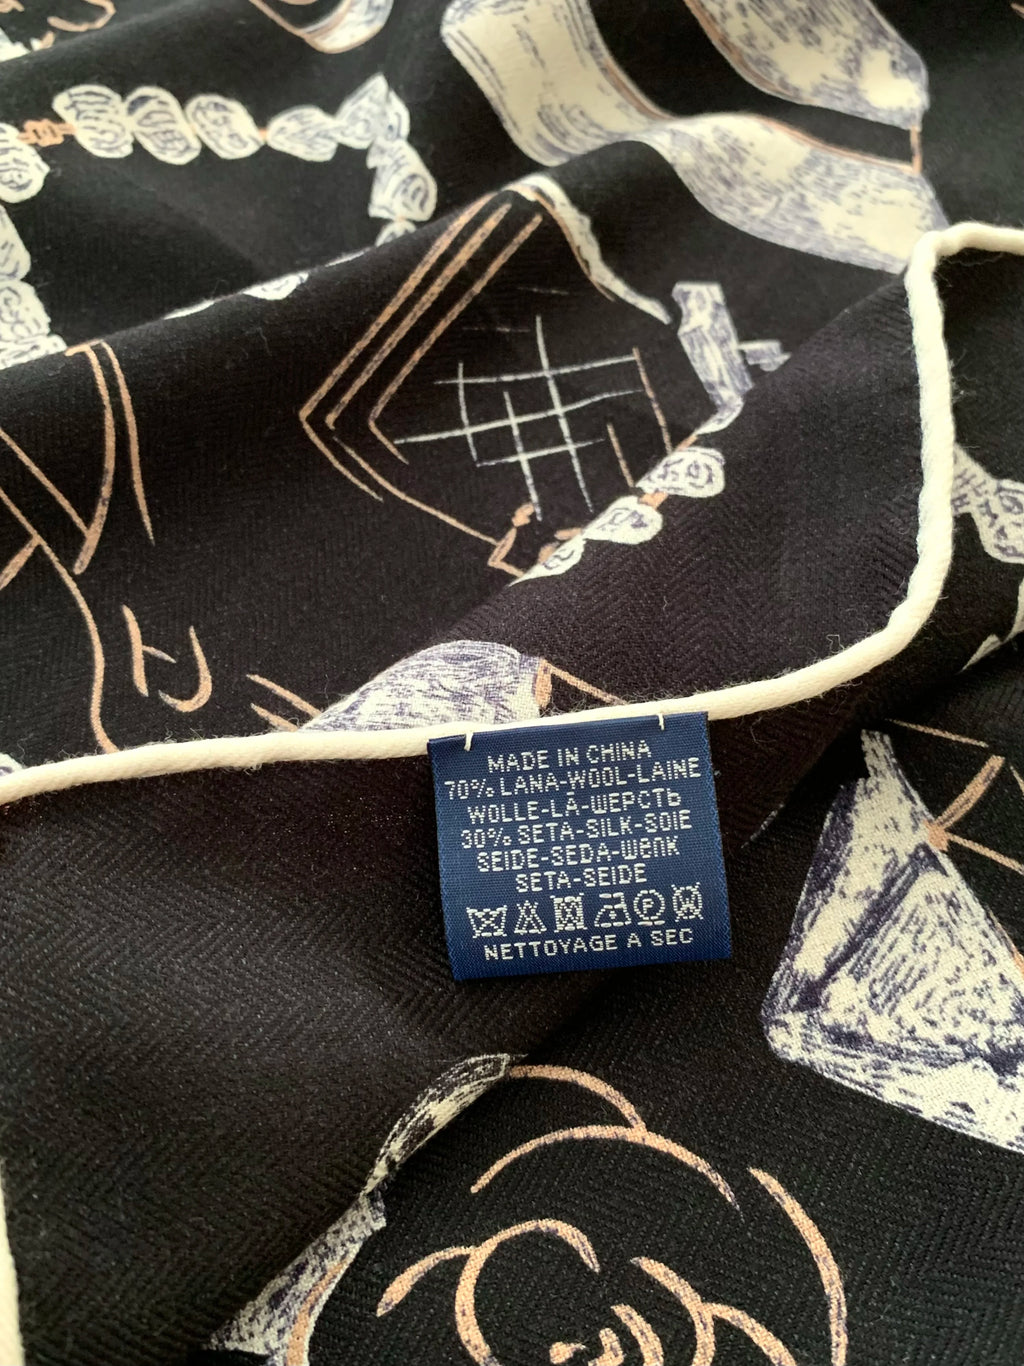 MADE IN CHINA
70% LANA-WOOL-LAINE
WOLLE-LÃ-ШЕРСТЬ
30% SETA-SILK-SOIE
SEIDE-SEDA-шелк
SETA-SEIDE
NETTOYAGE A SEC